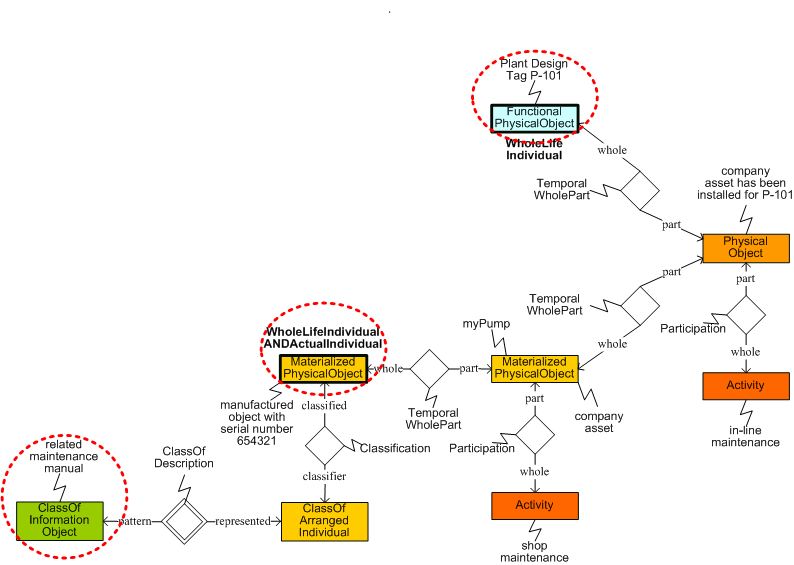 .
Plant Design
Tag P-101
Functional
PhysicalObject
WholeLife
Individual
whole
Temporal
WholePart
part
company
asset has been
installed for P-101
Physical
Object
part
Temporal
WholePart
whole
part
Participation
whole
Activity
in-line
maintenance
WholeLifeIndividual
ANDActualIndividual
Materialized
PhysicalObject
whole
part
Temporal
WholePart
myPump
Materialized
PhysicalObject
company
asset
manufactured
object with
serial number
654321
classified
Classification
classifier
part
Participation
whole
Activity
shop
maintenance
related
maintenance
manual
ClassOf
Information
Object
pattern
ClassOf
Description
represented
ClassOf
Arranged
Individual